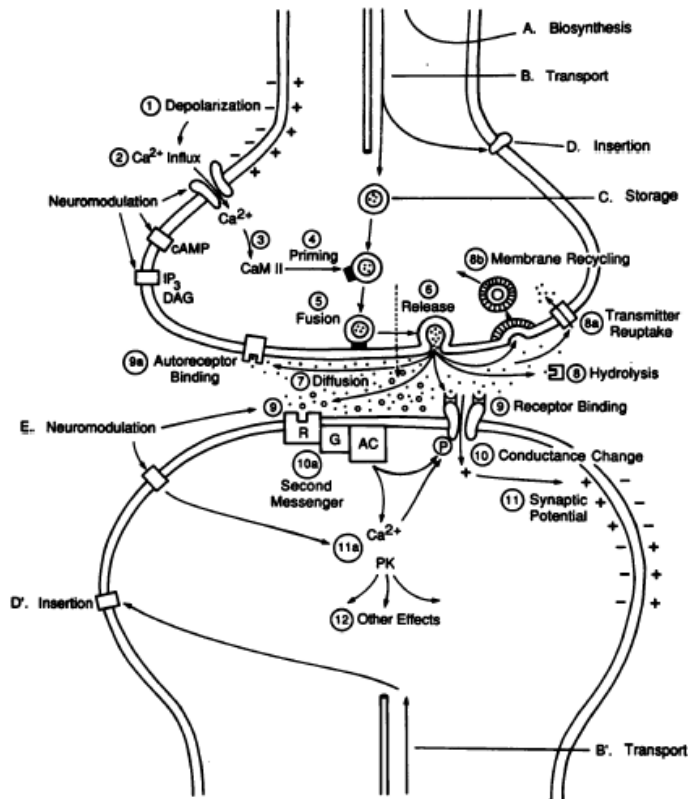 A. Biosynthesis
B. Transport
① Depolarization
D. Insertion
② Ca2+ Influx
Neuromodulation
C. Storage
Ca2+
③
④
Priming
cAMP
CaM II
8b Membrane Recycling
IP3
DAG
⑤
Fusion
⑥
Release
8a
Transmitter
Reuptake
9a Autoreceptor
Binding
⑦ Diffusion
⑧ Hydrolysis
⑨
⑨ Receptor Binding
E. Neuromodulation
R
G
AC
P
10a
Second
Messenger
⑩ Conductance Change
+
⑪ Synaptic
Potential
11a
Ca2+
PK
D'. Insertion
⑫ Other Effects
B'. Transport